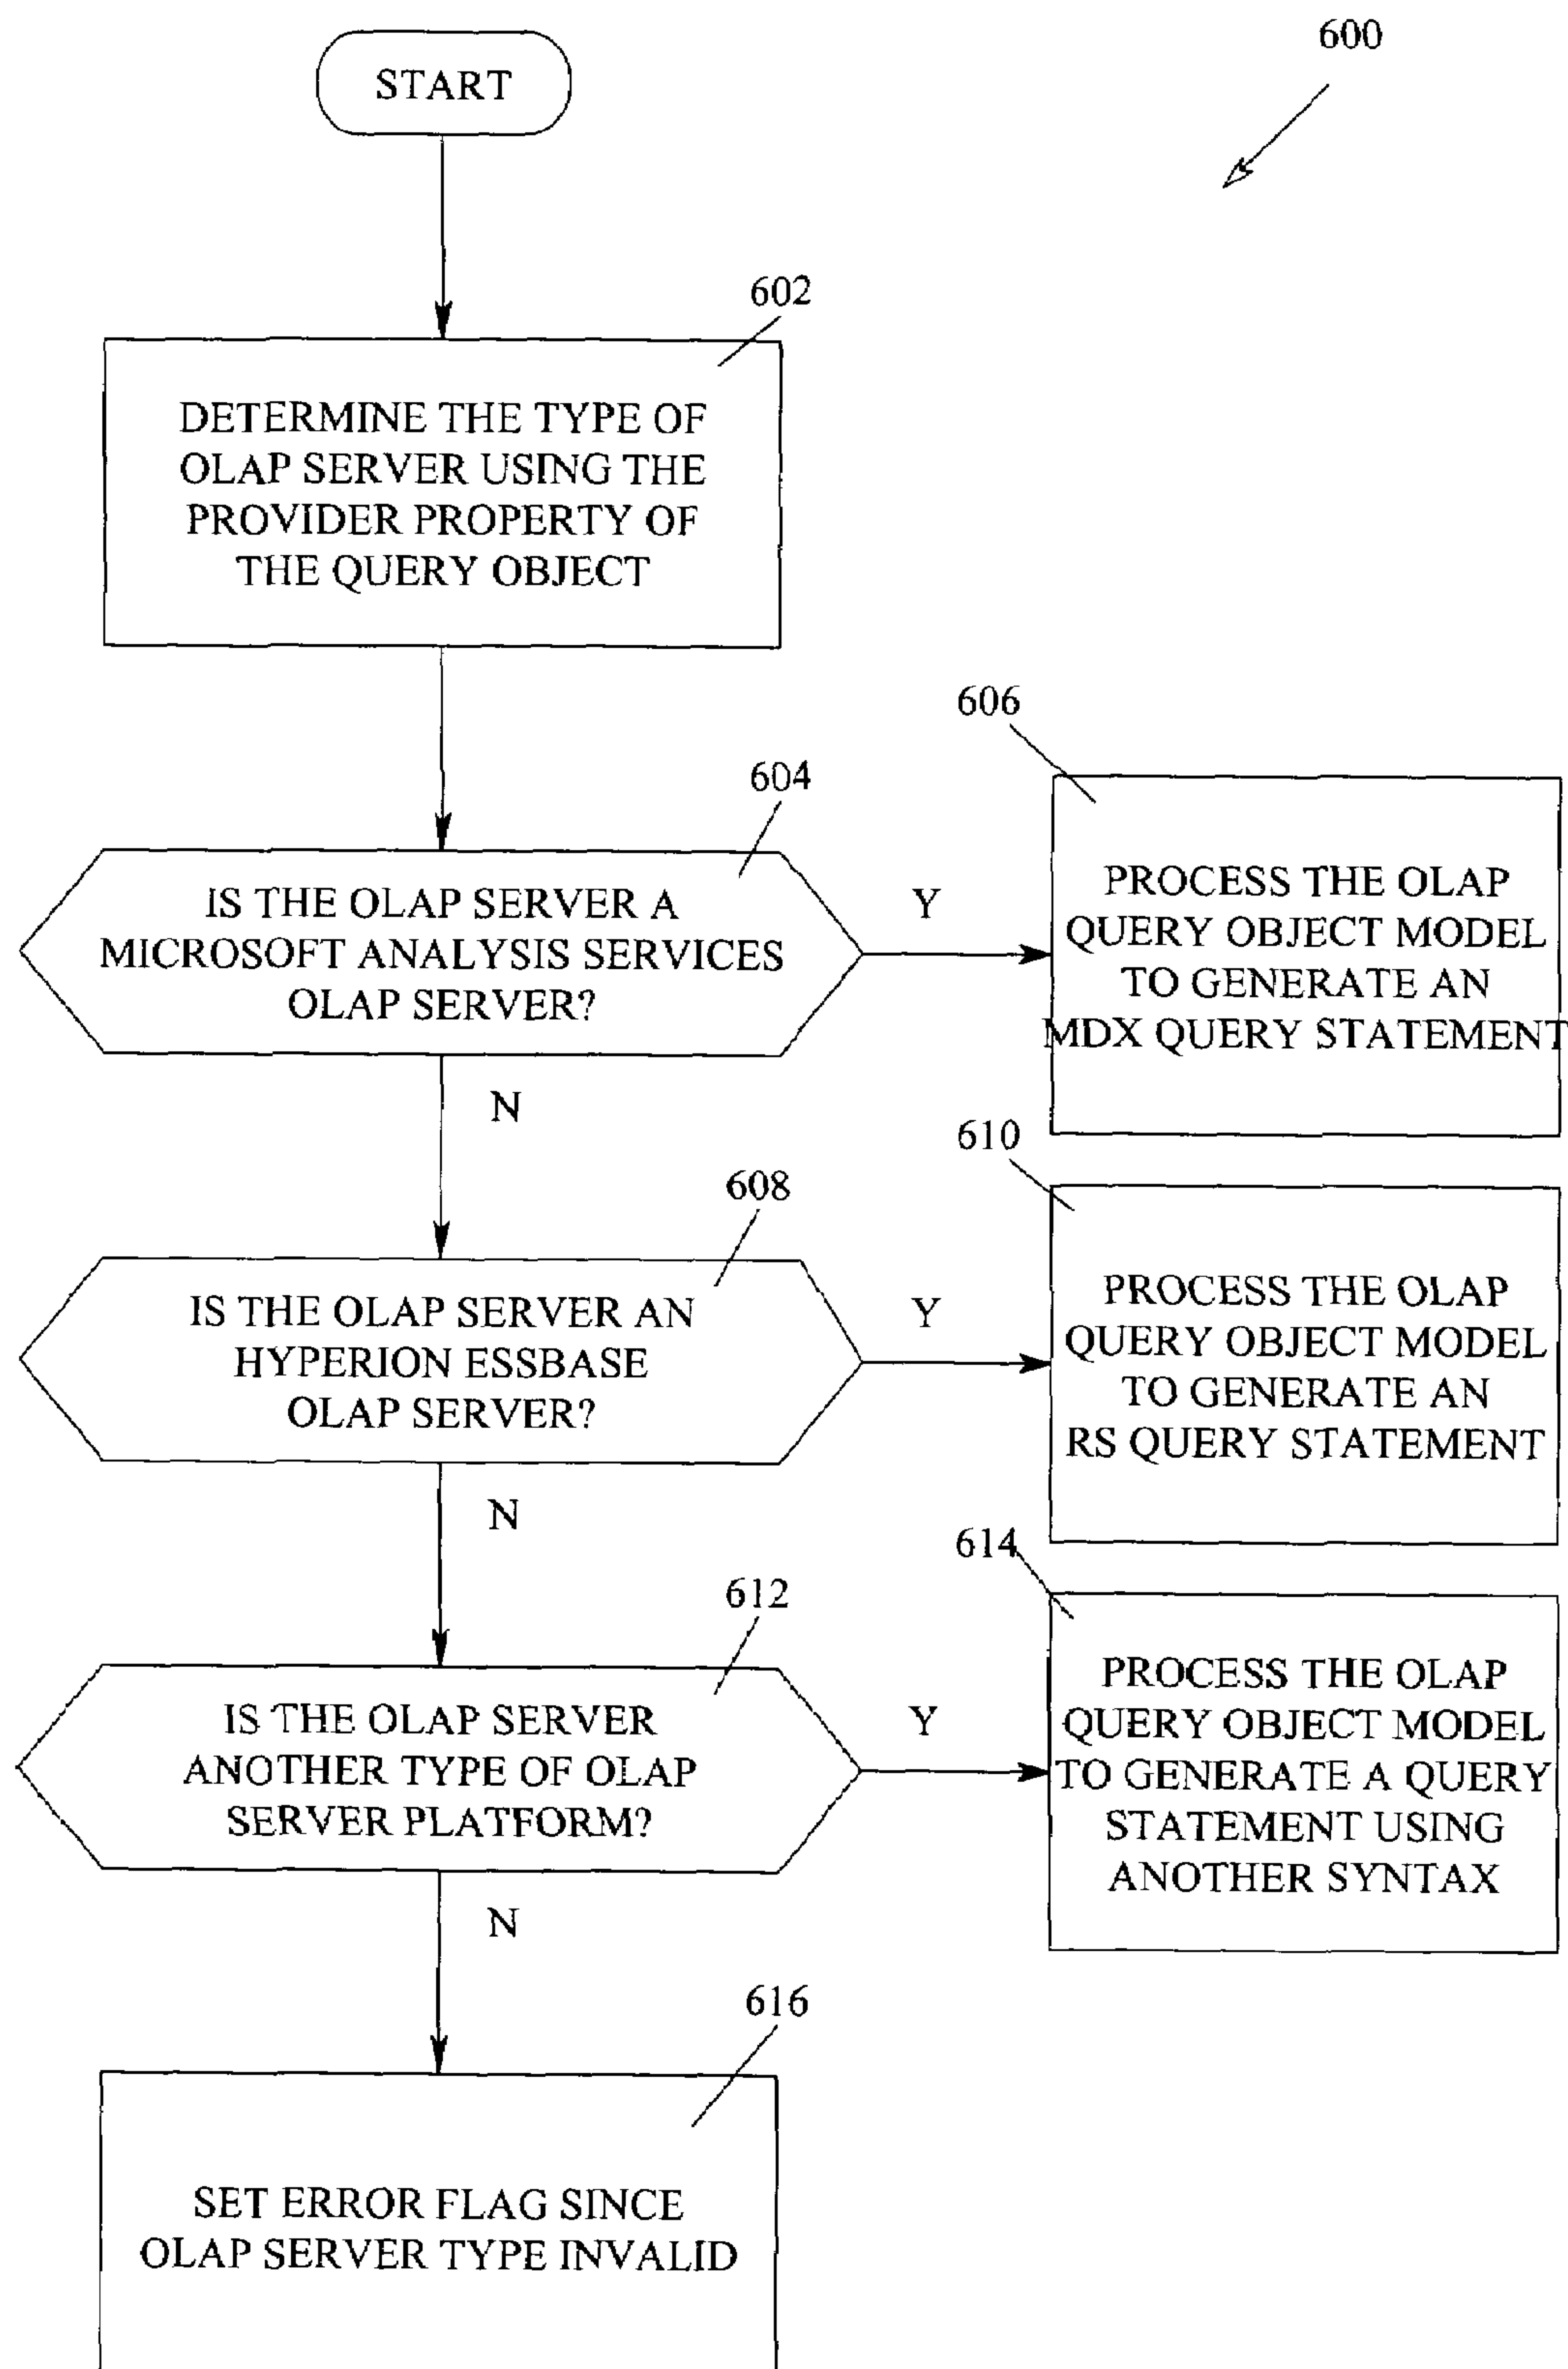 START
600
602
DETERMINE THE TYPE OF
OLAP SERVER USING THE
PROVIDER PROPERTY OF
THE QUERY OBJECT
604
IS THE OLAP SERVER A
MICROSOFT ANALYSIS SERVICES
OLAP SERVER?
Y
N
606
PROCESS THE OLAP
QUERY OBJECT MODEL
TO GENERATE AN
MDX QUERY STATEMENT
608
IS THE OLAP SERVER AN
HYPERION ESSBASE
OLAP SERVER?
Y
N
610
PROCESS THE OLAP
QUERY OBJECT MODEL
TO GENERATE AN
RS QUERY STATEMENT
612
IS THE OLAP SERVER
ANOTHER TYPE OF OLAP
SERVER PLATFORM?
Y
N
614
PROCESS THE OLAP
QUERY OBJECT MODEL
TO GENERATE A QUERY
STATEMENT USING
ANOTHER SYNTAX
616
SET ERROR FLAG SINCE
OLAP SERVER TYPE INVALID